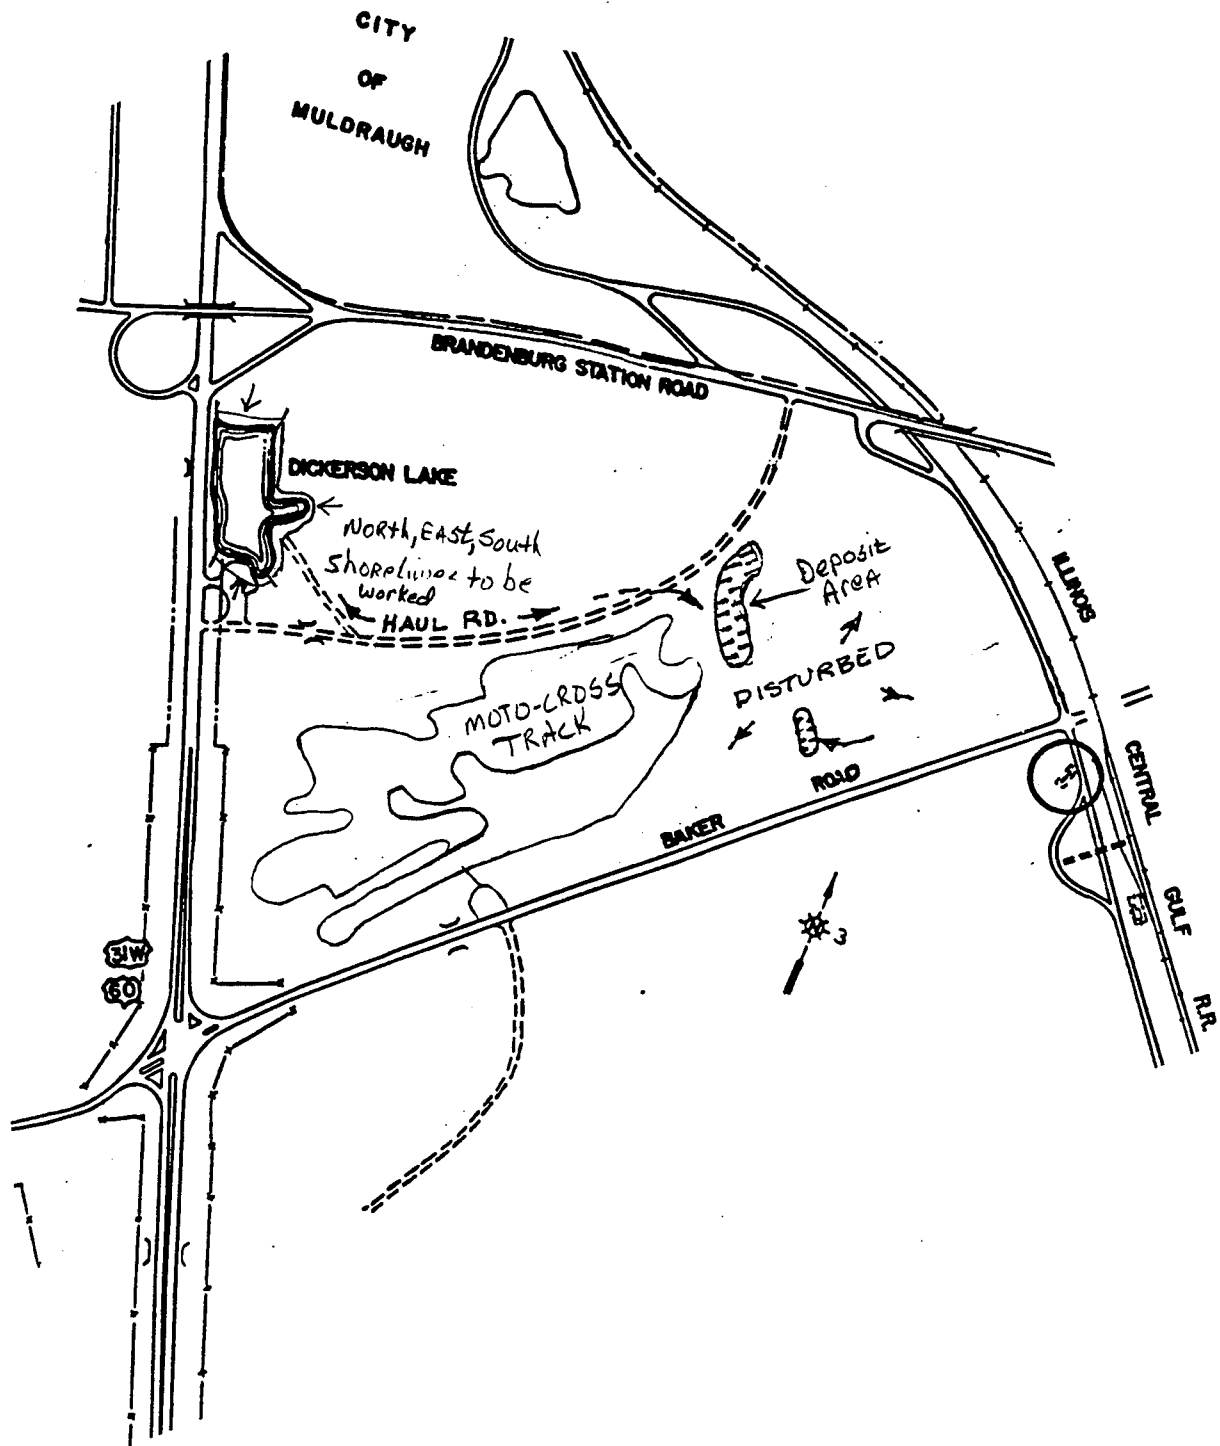 CITY
OF
MULDRAUGH
BRANDENBURG STATION ROAD
DICKERSON LAKE
North, EAST, South
Shorelines to be
worked
HAUL RD.
Deposit
AREA
DISTURBED
MOTO-CROSS
TRACK
BAKER ROAD
ILLINOIS
CENTRAL
GULF
R.R.
31W
60
3